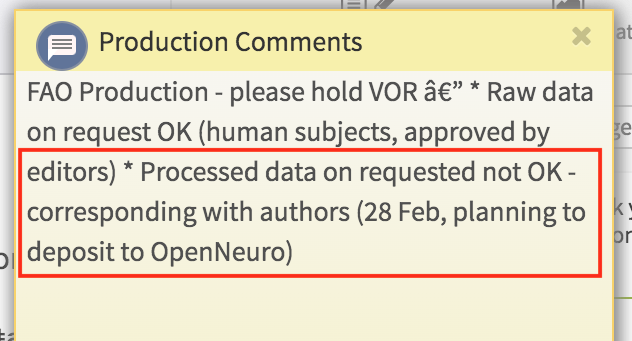 Production Comments
FAO Production - please hold VOR â€” * Raw data
on request OK (human subjects, approved by
editors) * Processed data on requested not OK -
corresponding with authors (28 Feb, planning to
deposit to OpenNeuro)